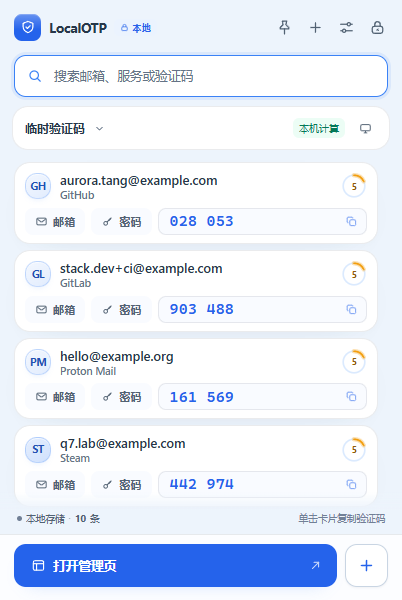 LocalOTP 本地
搜索邮箱、服务或验证码
临时验证码 本机计算
GH aurora.tang@example.com 5
GitHub
邮箱 密码 028 053
GL stack.dev+ci@example.com 5
GitLab
邮箱 密码 903 488
PM hello@example.org 5
Proton Mail
邮箱 密码 161 569
ST q7.lab@example.com 5
Steam
邮箱 密码 442 974
本地存储 · 10 条 单击卡片复制验证码
打开管理页